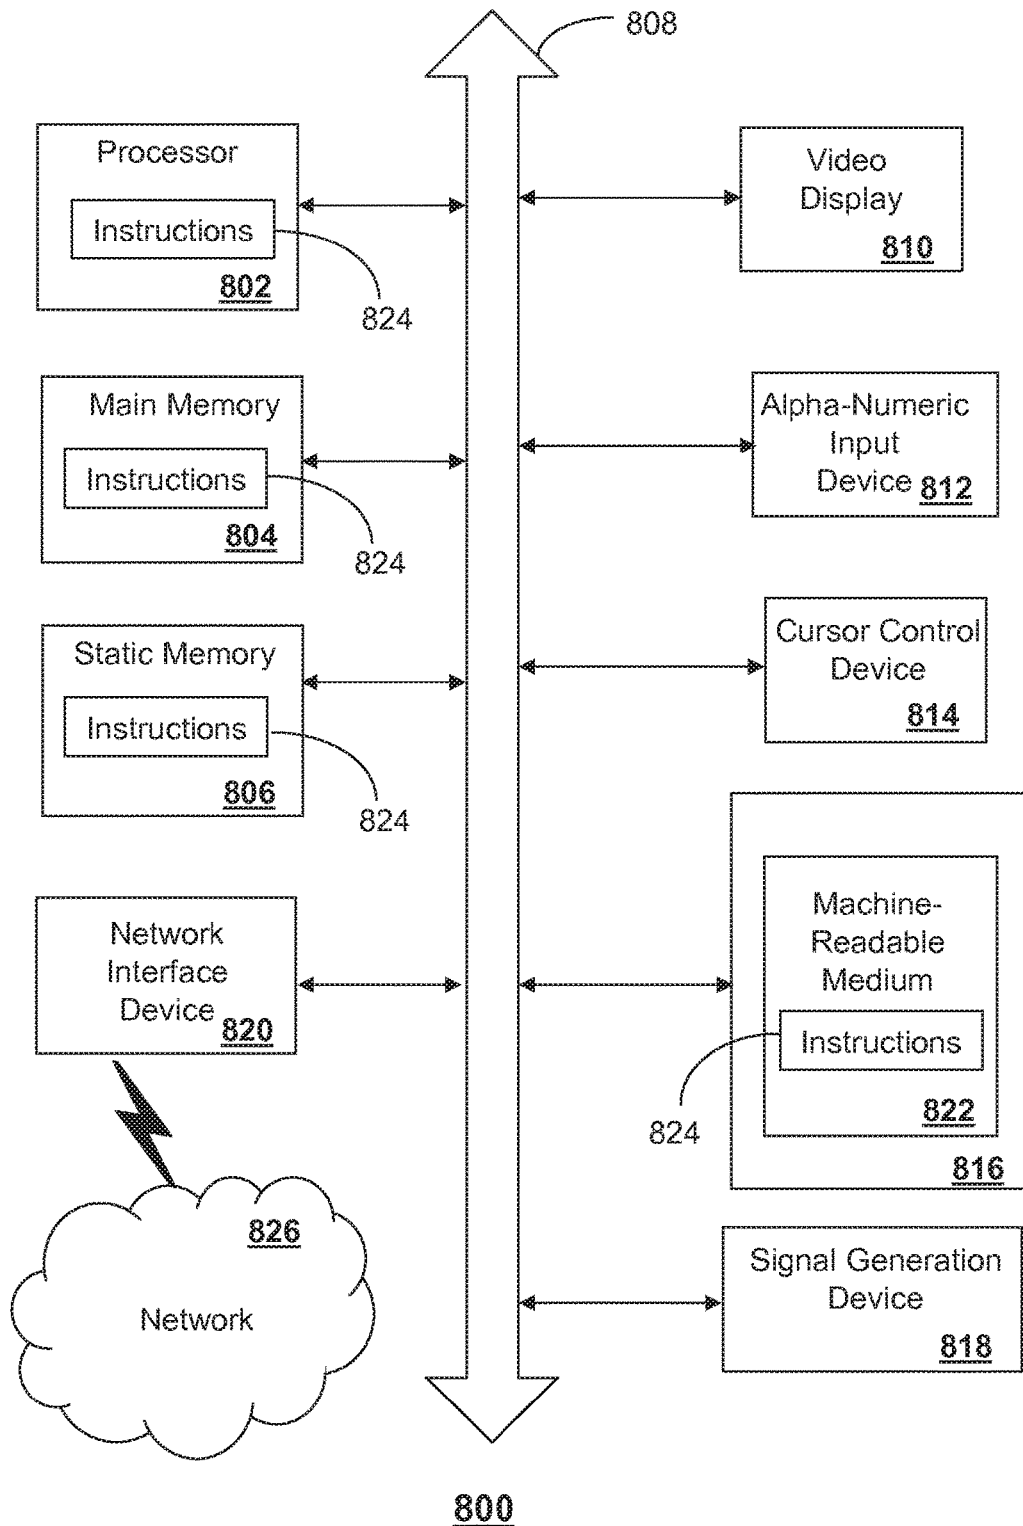 808
Processor
Instructions
802
824
Main Memory
Instructions
804
824
Static Memory
Instructions
806
824
Network
Interface
Device
820
826
Network
Video
Display
810
Alpha-Numeric
Input
Device
812
Cursor Control
Device
814
Machine-
Readable
Medium
Instructions
824
822
816
Signal Generation
Device
818
800